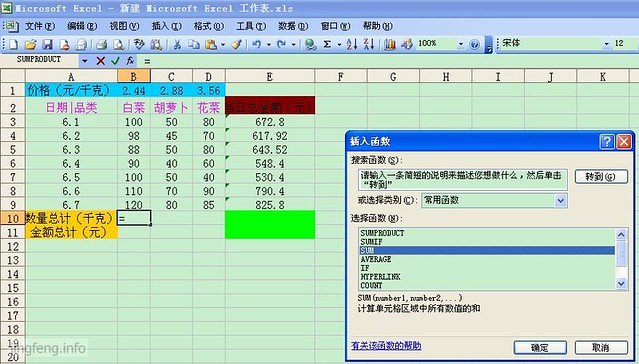 Microsoft Excel - 新建 Microsoft Excel 工作表.xls
文件(F) 编辑(E) 视图(V) 插入(I) 格式(O) 工具(T) 数据(D) 窗口(W) 帮助(H)
100% 宋体 12
SUMPRODUCT =
A B C D E F G H I J K
1 价格（元/千克） 2.44 2.88 3.56
2 日期|品类 白菜 胡萝卜 花菜 当日总金额（元）
3 6.1 100 50 80 672.8
4 6.2 98 45 70 617.92
5 6.3 88 50 80 643.52
6 6.4 90 40 60 548.4
7 6.5 100 50 40 530.4
8 6.6 110 70 90 790.4
9 6.7 120 80 85 825.8
10 数量总计（千克） =
11 金额总计（元）
12
13
14
15
16
17
18
19
20
插入函数
搜索函数(S):
请输入一条简短的说明来描述您想做什么，然后单击“转到” 转到(G)
或选择类别(C): 常用函数
选择函数(N):
SUMPRODUCT
SUMIF
SUM
AVERAGE
IF
HYPERLINK
COUNT
SUM(number1,number2,...)
计算单元格区域中所有数值的和
有关该函数的帮助 确定 取消
jingfeng.info